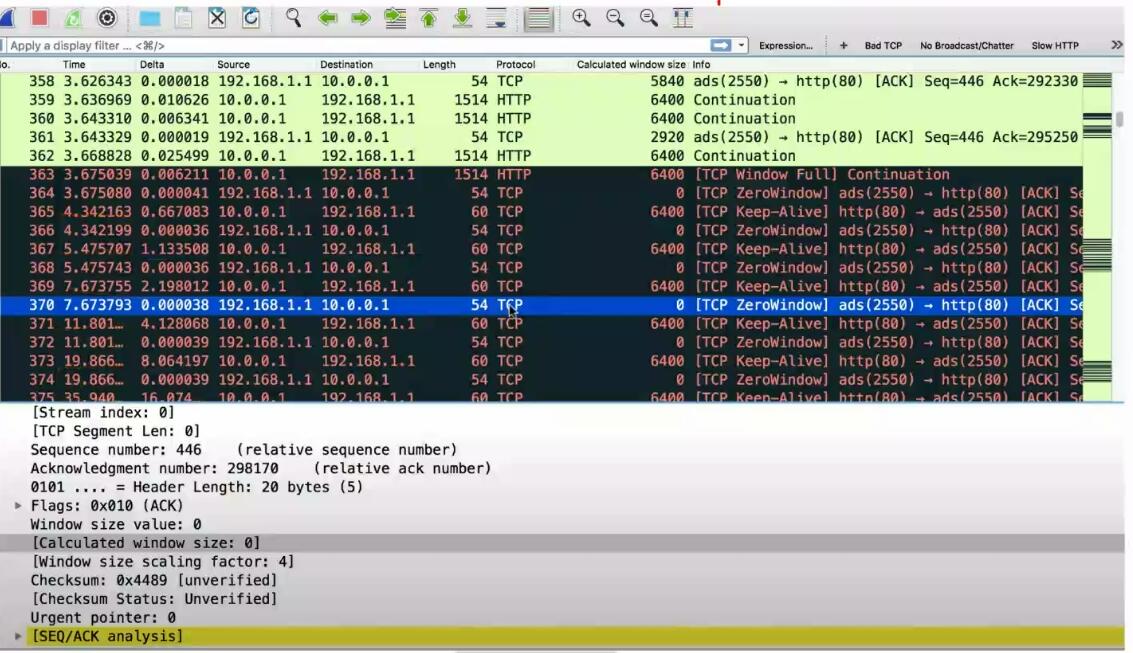 Apply a display filter ... <⌘/>
Expression... + Bad TCP No Broadcast/Chatter Slow HTTP »
o. Time Delta Source Destination Length Protocol Calculated window size Info
358 3.626343 0.000018 192.168.1.1 10.0.0.1 54 TCP 5840 ads(2550) → http(80) [ACK] Seq=446 Ack=292330
359 3.636969 0.010626 10.0.0.1 192.168.1.1 1514 HTTP 6400 Continuation
360 3.643310 0.006341 10.0.0.1 192.168.1.1 1514 HTTP 6400 Continuation
361 3.643329 0.000019 192.168.1.1 10.0.0.1 54 TCP 2920 ads(2550) → http(80) [ACK] Seq=446 Ack=295250
362 3.668828 0.025499 10.0.0.1 192.168.1.1 1514 HTTP 6400 Continuation
363 3.675039 0.006211 10.0.0.1 192.168.1.1 1514 HTTP 6400 [TCP Window Full] Continuation
364 3.675080 0.000041 192.168.1.1 10.0.0.1 54 TCP 0 [TCP ZeroWindow] ads(2550) → http(80) [ACK] Se
365 4.342163 0.667083 10.0.0.1 192.168.1.1 60 TCP 6400 [TCP Keep-Alive] http(80) → ads(2550) [ACK] Se
366 4.342199 0.000036 192.168.1.1 10.0.0.1 54 TCP 0 [TCP ZeroWindow] ads(2550) → http(80) [ACK] Se
367 5.475707 1.133508 10.0.0.1 192.168.1.1 60 TCP 6400 [TCP Keep-Alive] http(80) → ads(2550) [ACK] Se
368 5.475743 0.000036 192.168.1.1 10.0.0.1 54 TCP 0 [TCP ZeroWindow] ads(2550) → http(80) [ACK] Se
369 7.673755 2.198012 10.0.0.1 192.168.1.1 60 TCP 6400 [TCP Keep-Alive] http(80) → ads(2550) [ACK] Se
370 7.673793 0.000038 192.168.1.1 10.0.0.1 54 TCP 0 [TCP ZeroWindow] ads(2550) → http(80) [ACK] Se
371 11.801… 4.128068 10.0.0.1 192.168.1.1 60 TCP 6400 [TCP Keep-Alive] http(80) → ads(2550) [ACK] Se
372 11.801… 0.000039 192.168.1.1 10.0.0.1 54 TCP 0 [TCP ZeroWindow] ads(2550) → http(80) [ACK] Se
373 19.866… 8.064197 10.0.0.1 192.168.1.1 60 TCP 6400 [TCP Keep-Alive] http(80) → ads(2550) [ACK] Se
374 19.866… 0.000039 192.168.1.1 10.0.0.1 54 TCP 0 [TCP ZeroWindow] ads(2550) → http(80) [ACK] Se
375 35.940… 16.074… 10.0.0.1 192.168.1.1 60 TCP 6400 [TCP Keep-Alive] http(80) → ads(2550) [ACK] Se
[Stream index: 0]
[TCP Segment Len: 0]
Sequence number: 446 (relative sequence number)
Acknowledgment number: 298170 (relative ack number)
0101 .... = Header Length: 20 bytes (5)
Flags: 0x010 (ACK)
Window size value: 0
[Calculated window size: 0]
[Window size scaling factor: 4]
Checksum: 0x4489 [unverified]
[Checksum Status: Unverified]
Urgent pointer: 0
[SEQ/ACK analysis]